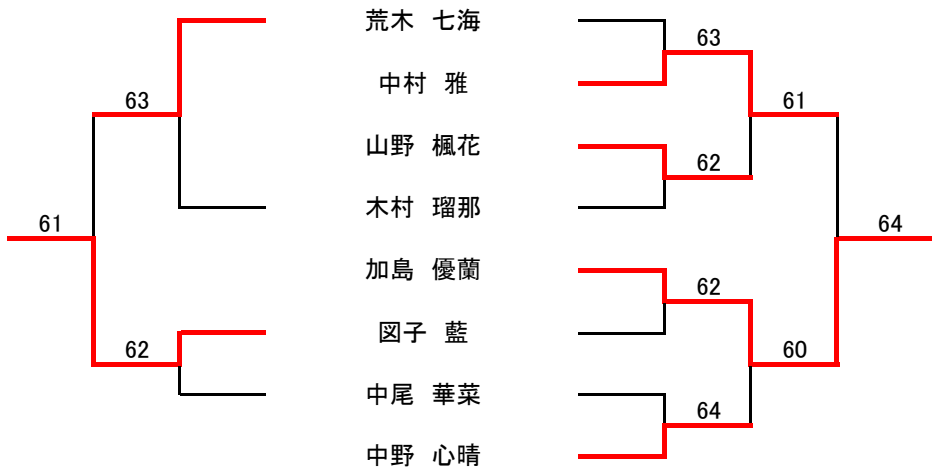 荒木 七海
63
中村 雅
63
61
山野 楓花
62
木村 瑠那
61
64
加島 優蘭
62
図子 藍
62
60
中尾 華菜
64
中野 心晴